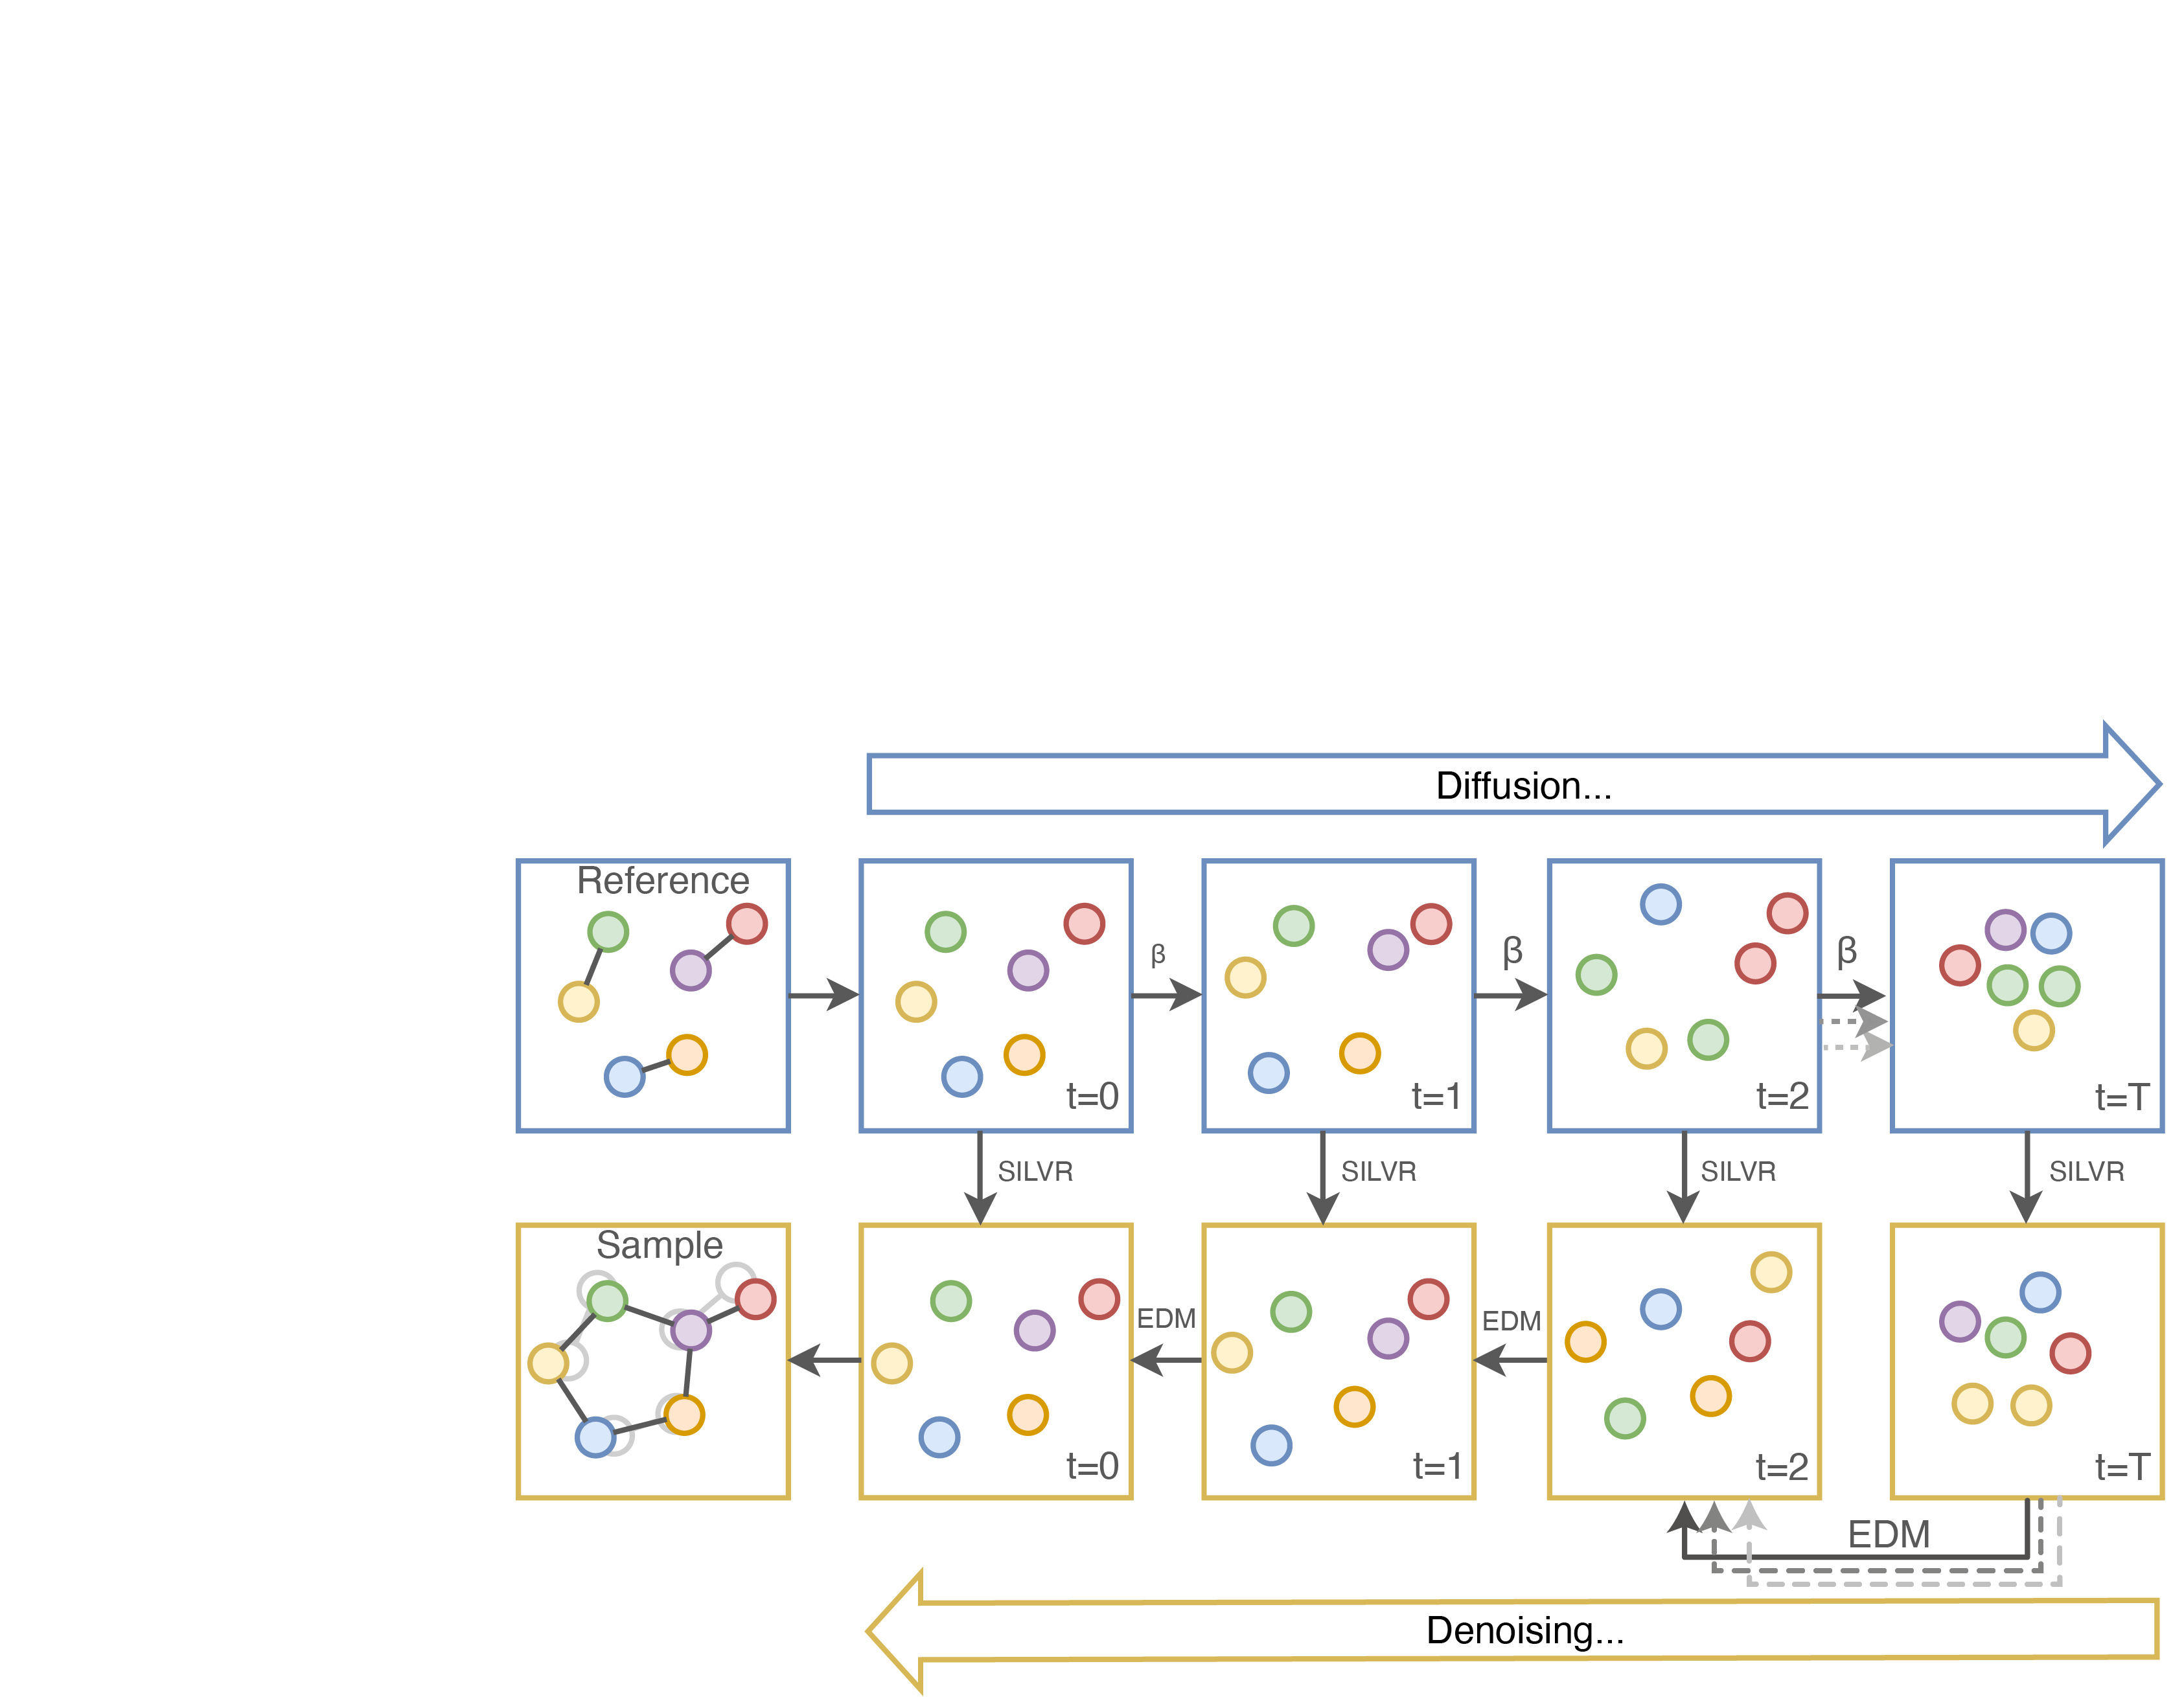 Diffusion...
Reference
β
β
β
t=0
t=1
t=2
t=T
SILVR
SILVR
SILVR
SILVR
Sample
EDM
EDM
t=0
t=1
t=2
t=T
EDM
Denoising...